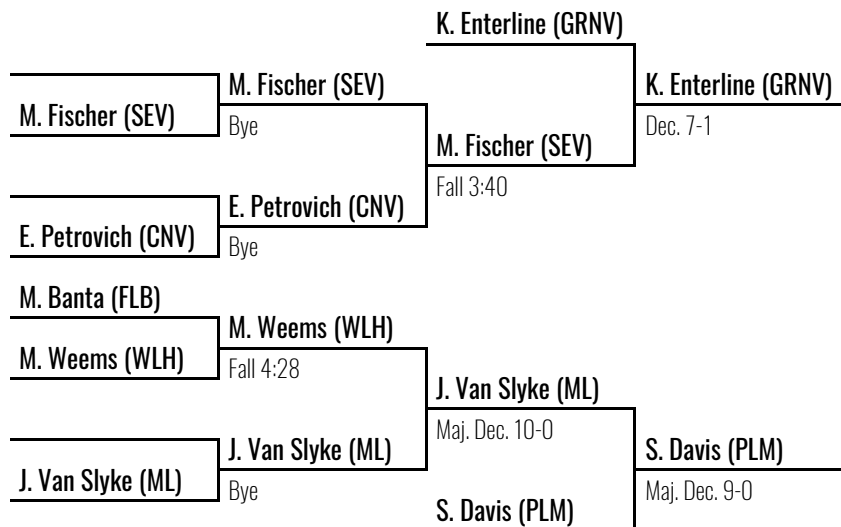 K. Enterline (GRNV)
M. Fischer (SEV)
K. Enterline (GRNV)
M. Fischer (SEV)
Bye
Dec. 7-1
M. Fischer (SEV)
Fall 3:40
E. Petrovich (CNV)
E. Petrovich (CNV)
Bye
M. Banta (FLB)
M. Weems (WLH)
M. Weems (WLH)
Fall 4:28
J. Van Slyke (ML)
Maj. Dec. 10-0
J. Van Slyke (ML)
S. Davis (PLM)
J. Van Slyke (ML)
Bye
Maj. Dec. 9-0
S. Davis (PLM)